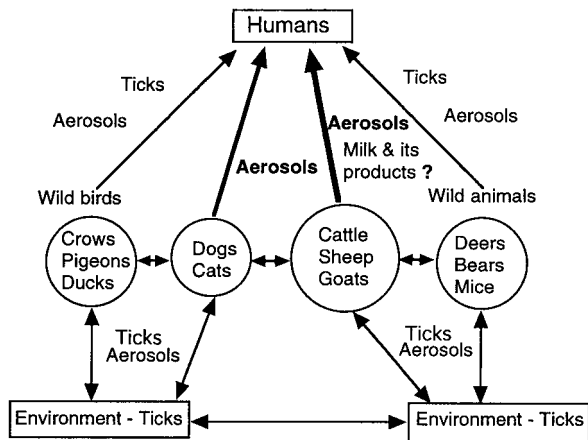 Humans
Ticks
Ticks
Aerosols
Aerosols
Aerosols
Milk & its
products ?
Aerosols
Wild birds
Wild animals
Crows
Pigeons
Ducks
Dogs
Cats
Cattle
Sheep
Goats
Deers
Bears
Mice
Ticks
Aerosols
Ticks
Aerosols
Environment - Ticks
Environment - Ticks